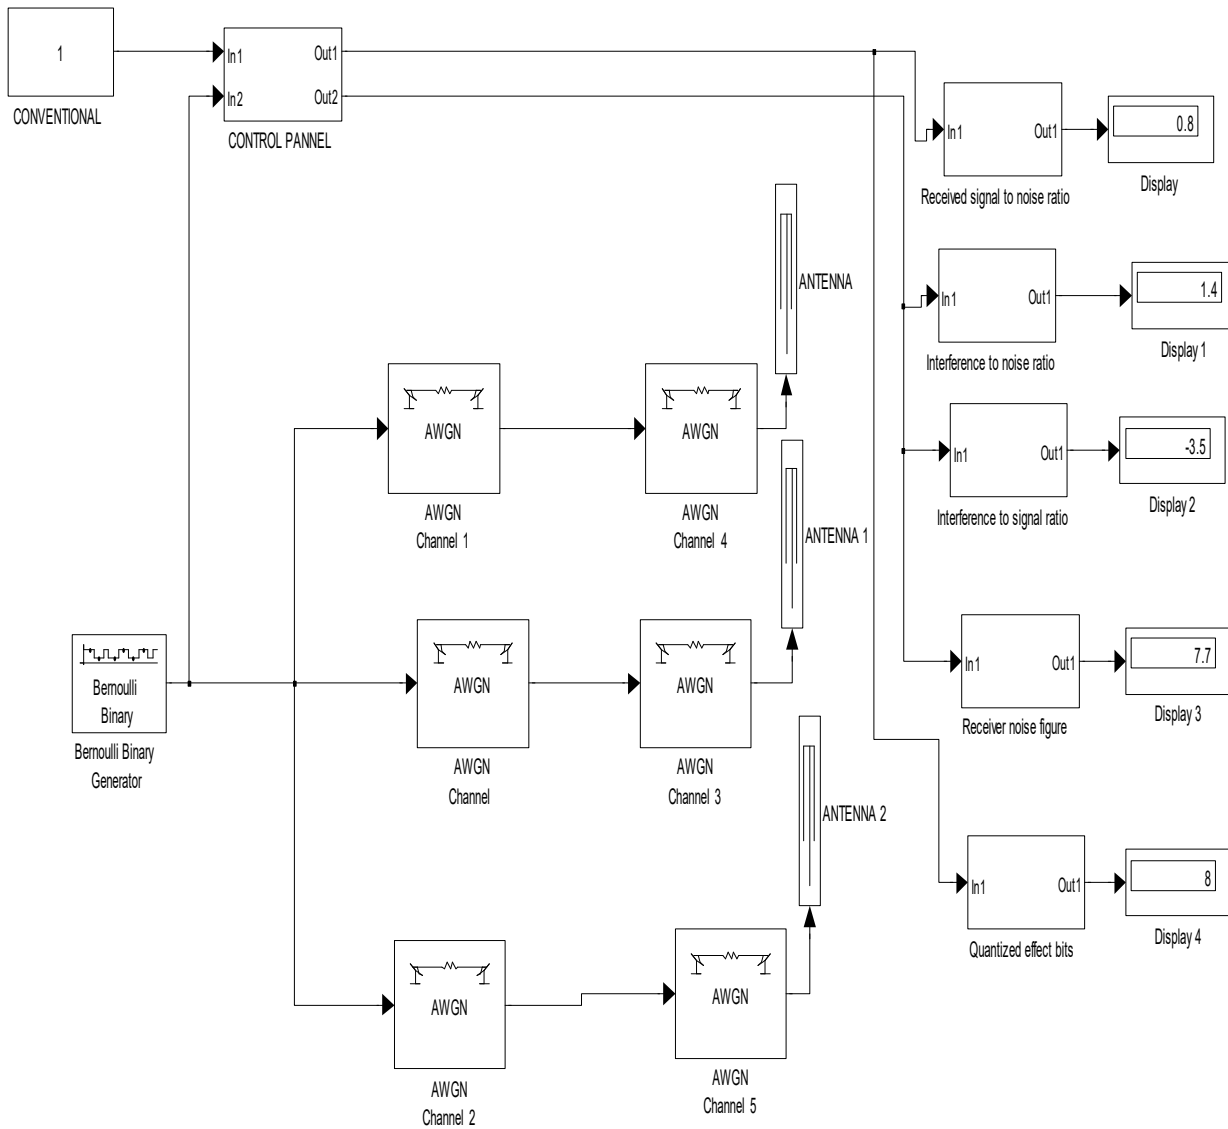 1
CONVENTIONAL
In1
In2
Out1
Out2
CONTROL PANNEL
In1
Out1
Received signal to noise ratio
0.8
Display
In1
Out1
Interference to noise ratio
1.4
Display 1
In1
Out1
Interference to signal ratio
-3.5
Display 2
In1
Out1
Receiver noise figure
7.7
Display 3
In1
Out1
Quantized effect bits
8
Display 4
ANTENNA
AWGN
AWGN
Channel 1
AWGN
AWGN
Channel 4
ANTENNA 1
Bernoulli
Binary
Bernoulli Binary
Generator
AWGN
AWGN
Channel
AWGN
AWGN
Channel 3
ANTENNA 2
AWGN
AWGN
Channel 2
AWGN
AWGN
Channel 5